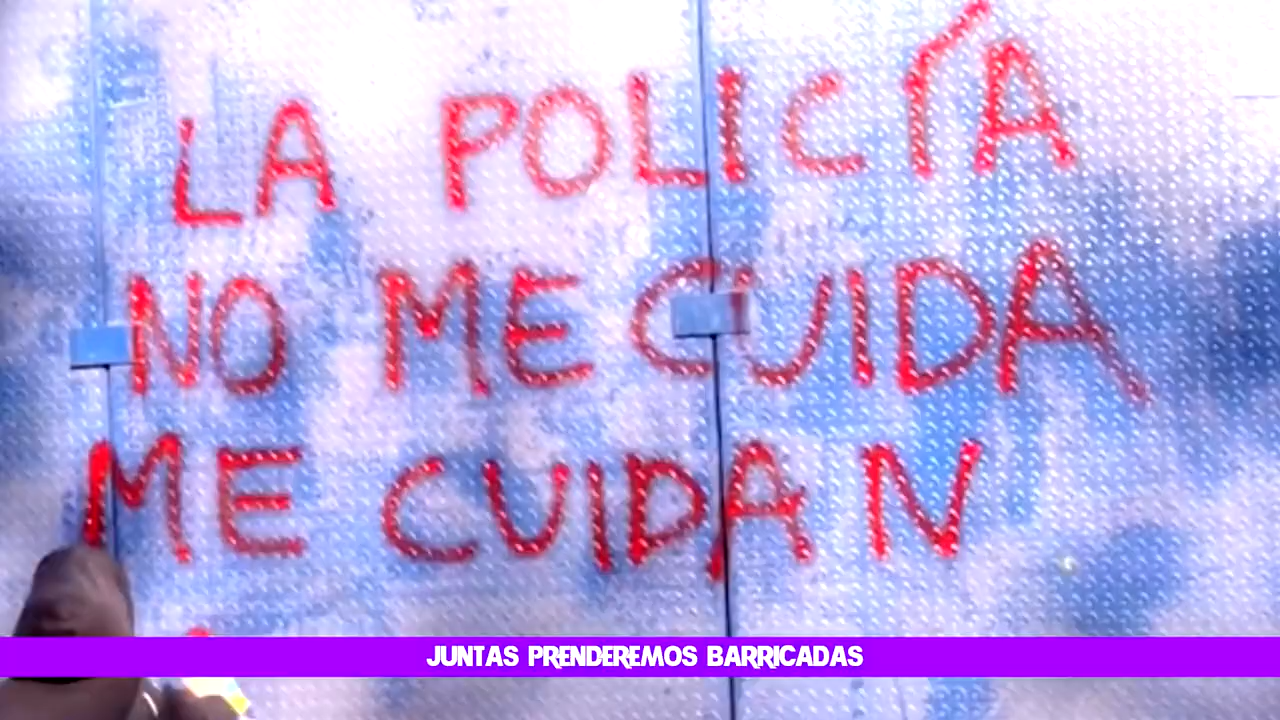 LA POLICÍA
NO ME CUIDA
ME CUIDAN
JUNTAS PRENDEREMOS BARRICADAS